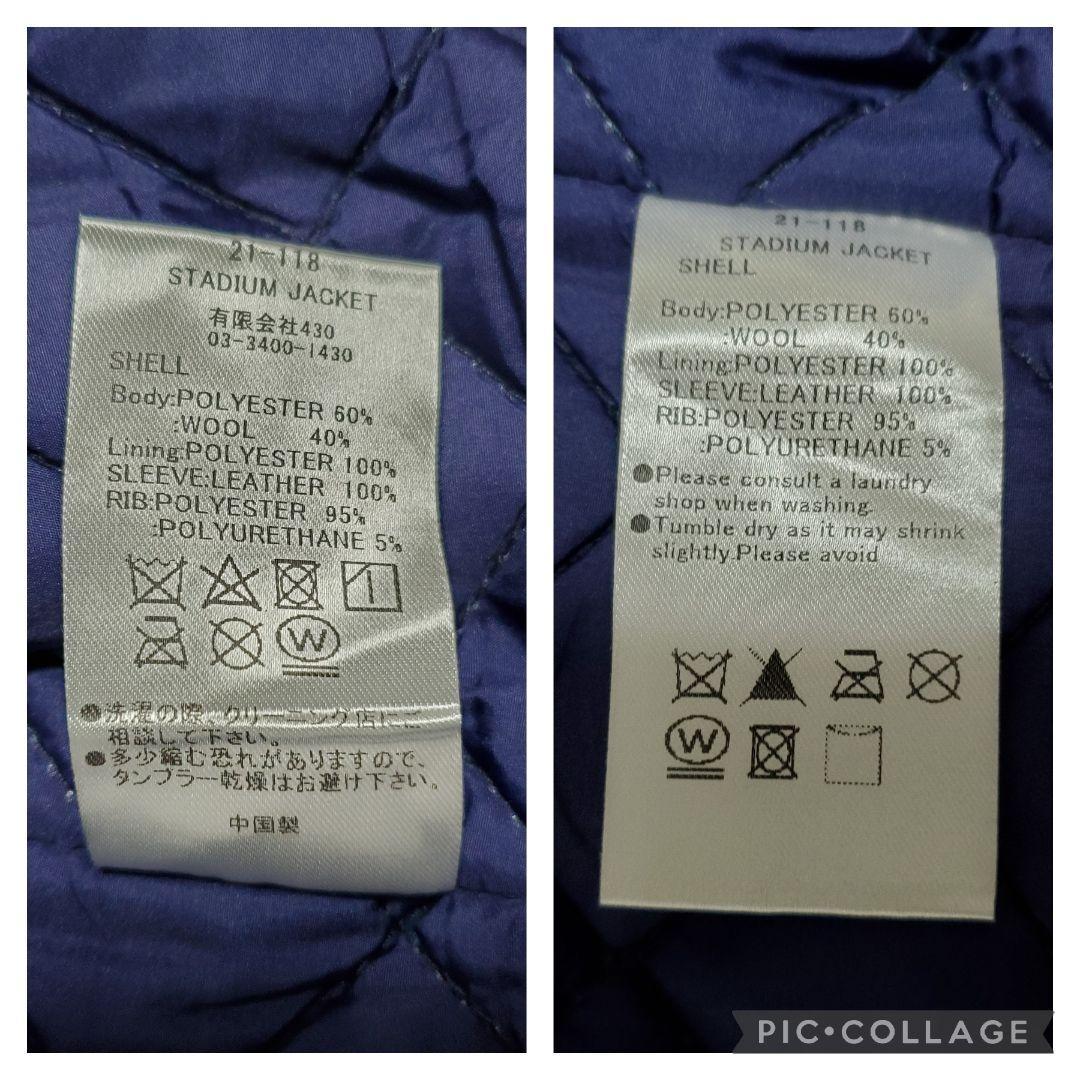 21-118
STADIUM JACKET
有限会社430
03-3400-1430
SHELL
Body:POLYESTER 60%
:WOOL 40%
Lining:POLYESTER 100%
SLEEVE:LEATHER 100%
RIB:POLYESTER 95%
:POLYURETHANE 5%
W
●洗濯の際、クリーニング店にご
相談して下さい。
●多少縮む恐れがありますので、
タンブラー乾燥はお避け下さい。
中国製
21-118
STADIUM JACKET
SHELL
Body:POLYESTER 60%
:WOOL 40%
Lining:POLYESTER 100%
SLEEVE:LEATHER 100%
RIB:POLYESTER 95%
:POLYURETHANE 5%
●Please consult a laundry
shop when washing.
●Tumble dry as it may shrink
slightly.Please avoid
W
PIC•COLLAGE